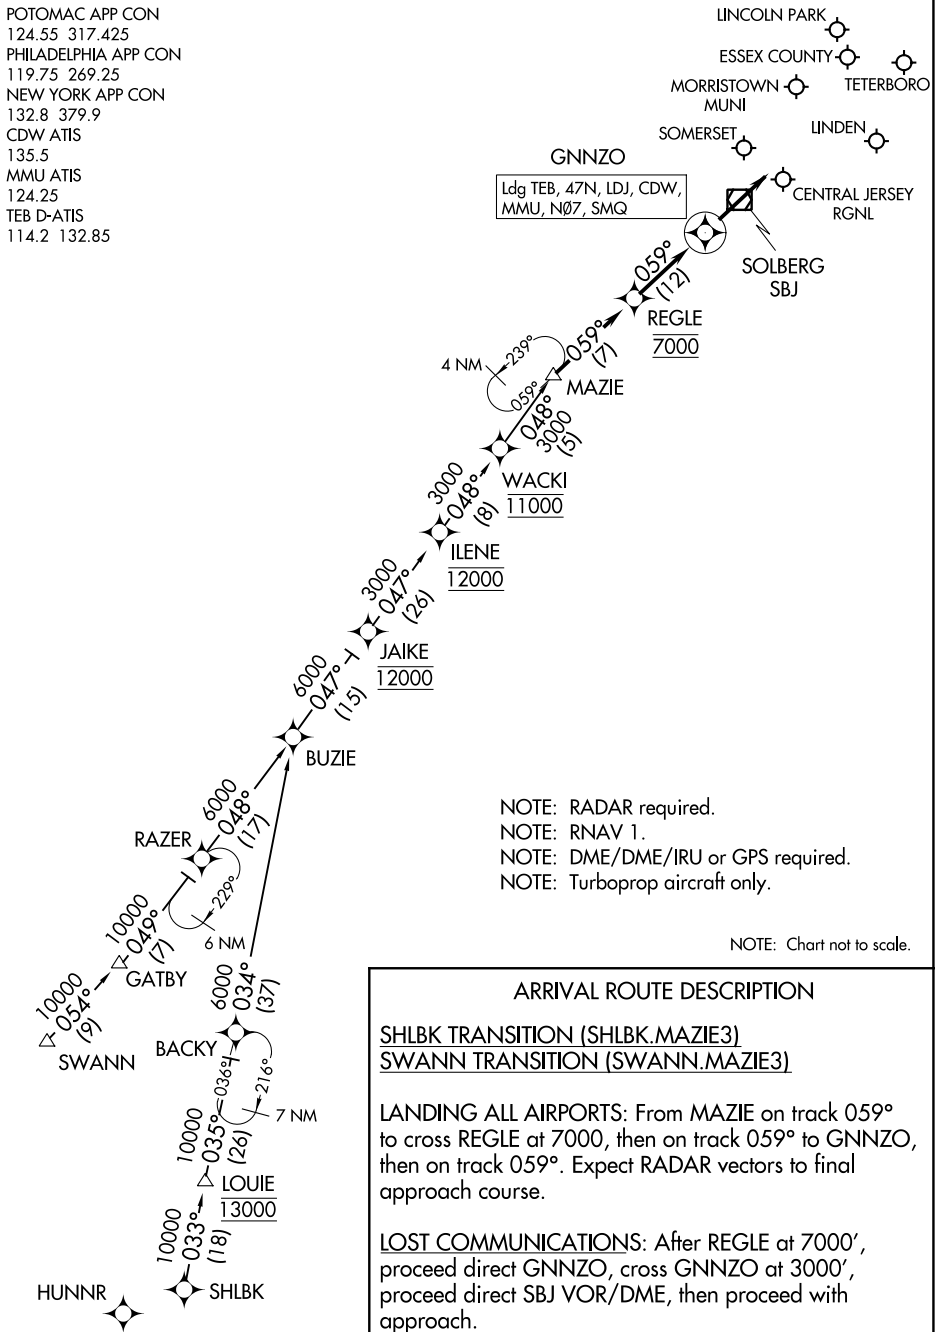 POTOMAC APP CON
124.55 317.425
PHILADELPHIA APP CON
119.75 269.25
NEW YORK APP CON
132.8 379.9
CDW ATIS
135.5
MMU ATIS
124.25
TEB D-ATIS
114.2 132.85
LINCOLN PARK
ESSEX COUNTY
TETERBORO
MORRISTOWN
MUNI
SOMERSET
LINDEN
CENTRAL JERSEY
RGNL
GNNZO
Ldg TEB, 47N, LDJ, CDW,
MMU, NØ7, SMQ
SOLBERG
SBJ
059°
(12)
REGLE
7000
059°
(7)
239°
4 NM
059°
MAZIE
048°
3000
(5)
WACKI
11000
3000
048°
(8)
ILENE
12000
3000
047°
(26)
JAIKE
12000
6000
047°
(15)
BUZIE
6000
048°
(17)
RAZER
229°
6 NM
10000
049°
(7)
GATBY
10000
054°
(9)
SWANN
6000
034°
(37)
BACKY
036°
216°
7 NM
10000
035°
(26)
LOUIE
13000
10000
033°
(18)
HUNNR
SHLBK
NOTE: RADAR required.
NOTE: RNAV 1.
NOTE: DME/DME/IRU or GPS required.
NOTE: Turboprop aircraft only.
NOTE: Chart not to scale.
ARRIVAL ROUTE DESCRIPTION
SHLBK TRANSITION (SHLBK.MAZIE3)
SWANN TRANSITION (SWANN.MAZIE3)
LANDING ALL AIRPORTS: From MAZIE on track 059°
to cross REGLE at 7000, then on track 059° to GNNZO,
then on track 059°. Expect RADAR vectors to final
approach course.
LOST COMMUNICATIONS: After REGLE at 7000',
proceed direct GNNZO, cross GNNZO at 3000',
proceed direct SBJ VOR/DME, then proceed with
approach.